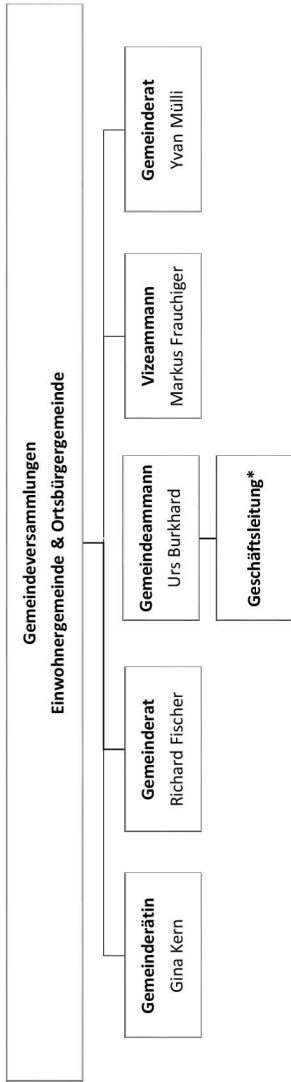 Gemeindeversammlungen
Einwohnergemeinde & Ortsbürgergemeinde
Gemeinderätin
Gina Kern
Gemeinderat
Richard Fischer
Gemeindeammann
Urs Burkhard
Vizeammann
Markus Frauchiger
Gemeinderat
Yvan Mülli
Geschäftsleitung*